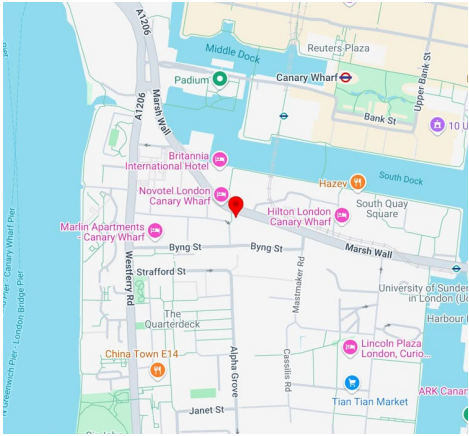 A1206
Middle Dock
Reuters Plaza
Padium
Canary Wharf
Upper Bank St
A1206
Marsh Wall
Bank St
10 U
Britannia
International Hotel
South Dock
Hazev
Novotel London
Canary Wharf
South Quay
Square
Hilton London
Canary Wharf
Marlin Apartments
- Canary Wharf
Byng St
Byng St
Marsh Wall
Westferry Rd
Strafford St
Mastmaker Rd
University of Sunder
in London (
Harbour
The
Quarterdeck
N Greenwich Pier - London Bridge Pier
Pier - Canary Wharf Pier
China Town E14
Alpha Grove
Cassilis Rd
Lincoln Plaza
London, Curio...
Tian Tian Market
ARK Canar
Janet St